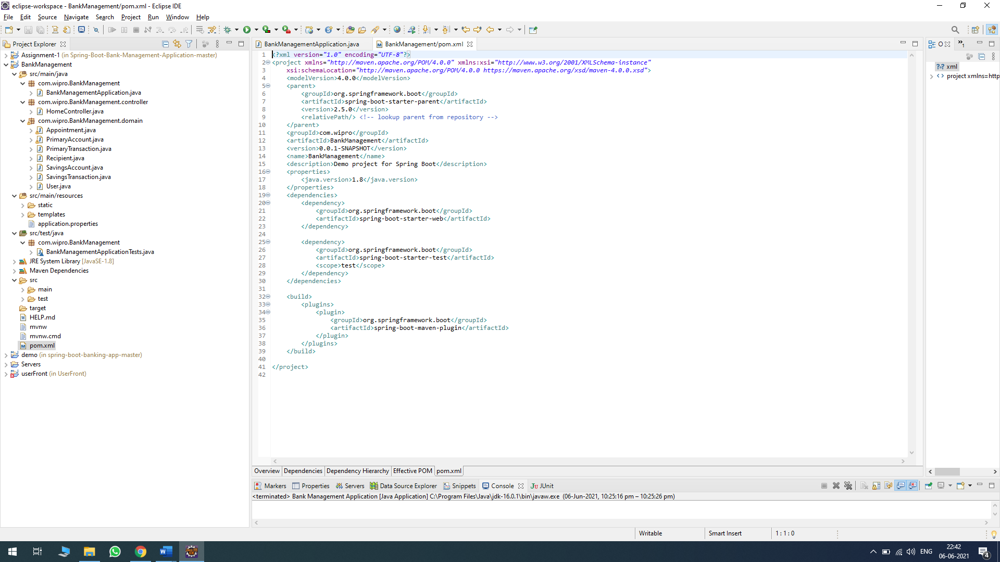 eclipse-workspace - BankManagement/pom.xml - Eclipse IDE
File Edit Source Navigate Search Project Run Window Help
Project Explorer
Assignment-1 (in Spring-Boot-Bank-Management-Application-master)
BankManagement
src/main/java
com.wipro.BankManagement
BankManagementApplication.java
com.wipro.BankManagement.controller
HomeController.java
com.wipro.BankManagement.domain
Appointment.java
PrimaryAccount.java
PrimaryTransaction.java
Recipient.java
SavingsAccount.java
SavingsTransaction.java
User.java
src/main/resources
static
templates
application.properties
src/test/java
com.wipro.BankManagement
BankManagementApplicationTests.java
JRE System Library [JavaSE-1.8]
Maven Dependencies
src
main
test
target
HELP.md
mvnw
mvnw.cmd
pom.xml
demo (in spring-boot-banking-app-master)
Servers
userFront (in UserFront)
BankManagementApplication.java BankManagement/pom.xml
1 <?xml version="1.0" encoding="UTF-8"?>
2 <project xmlns="http://maven.apache.org/POM/4.0.0" xmlns:xsi="http://www.w3.org/2001/XMLSchema-instance"
3 xsi:schemaLocation="http://maven.apache.org/POM/4.0.0 https://maven.apache.org/xsd/maven-4.0.0.xsd">
4 <modelVersion>4.0.0</modelVersion>
5 <parent>
6 <groupId>org.springframework.boot</groupId>
7 <artifactId>spring-boot-starter-parent</artifactId>
8 <version>2.5.0</version>
9 <relativePath/> <!-- lookup parent from repository -->
10 </parent>
11 <groupId>com.wipro</groupId>
12 <artifactId>BankManagement</artifactId>
13 <version>0.0.1-SNAPSHOT</version>
14 <name>BankManagement</name>
15 <description>Demo project for Spring Boot</description>
16 <properties>
17 <java.version>1.8</java.version>
18 </properties>
19 <dependencies>
20 <dependency>
21 <groupId>org.springframework.boot</groupId>
22 <artifactId>spring-boot-starter-web</artifactId>
23 </dependency>
24
25 <dependency>
26 <groupId>org.springframework.boot</groupId>
27 <artifactId>spring-boot-starter-test</artifactId>
28 <scope>test</scope>
29 </dependency>
30 </dependencies>
31
32 <build>
33 <plugins>
34 <plugin>
35 <groupId>org.springframework.boot</groupId>
36 <artifactId>spring-boot-maven-plugin</artifactId>
37 </plugin>
38 </plugins>
39 </build>
40
41 </project>
42
Overview Dependencies Dependency Hierarchy Effective POM pom.xml
O
1
?-? xml
<> project xmlns=http
Markers Properties Servers Data Source Explorer Snippets Console JUnit
<terminated> Bank Management Application [Java Application] C:\Program Files\Java\jdk-16.0.1\bin\javaw.exe (06-Jun-2021, 10:25:16 pm – 10:25:26 pm)
Writable Smart Insert 1 : 1 : 0
ENG
22:42
06-06-2021
4